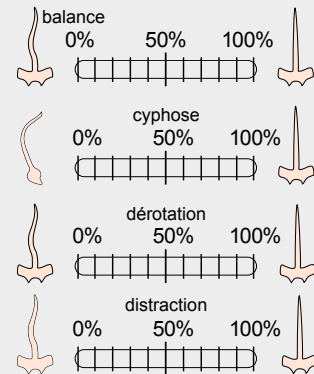 balance
0% 50% 100%
cyphose
0% 50% 100%
dérotation
0% 50% 100%
distraction
0% 50% 100%